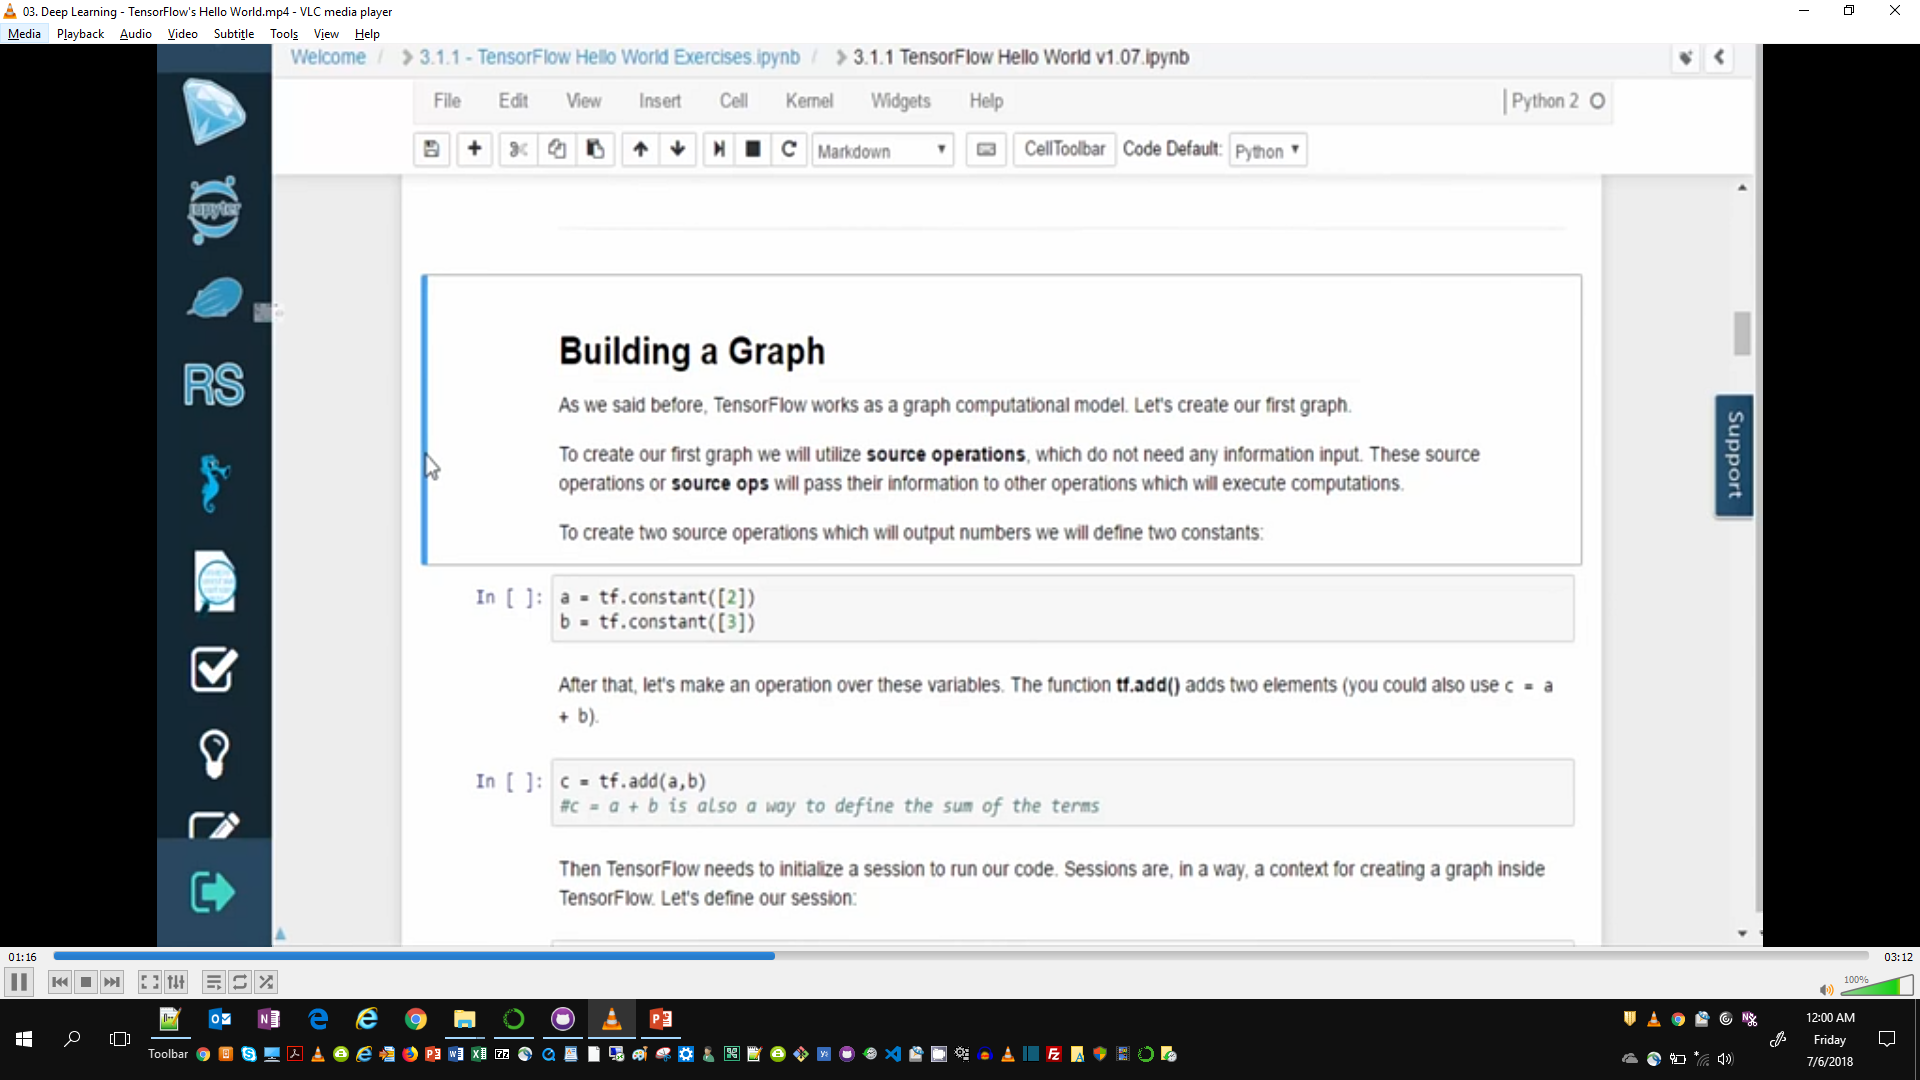 03. Deep Learning - TensorFlow's Hello World.mp4 - VLC media player
Media Playback Audio Video Subtitle Tools View Help
Welcome / 3.1.1 - TensorFlow Hello World Exercises.ipynb / 3.1.1 TensorFlow Hello World v1.07.ipynb
File Edit View Insert Cell Kernel Widgets Help
Python 2
Markdown
CellToolbar
Code Default: Python
jupyter
RS
Building a Graph
As we said before, TensorFlow works as a graph computational model. Let's create our first graph.
To create our first graph we will utilize source operations, which do not need any information input. These source
operations or source ops will pass their information to other operations which will execute computations.
To create two source operations which will output numbers we will define two constants:
In [ ]: a = tf.constant([2])
b = tf.constant([3])
After that, let's make an operation over these variables. The function tf.add() adds two elements (you could also use c = a
+ b).
In [ ]: c = tf.add(a,b)
#c = a + b is also a way to define the sum of the terms
Then TensorFlow needs to initialize a session to run our code. Sessions are, in a way, a context for creating a graph inside
TensorFlow. Let's define our session:
Support
01:16
03:12
100%
Toolbar
12:00 AM
Friday
7/6/2018